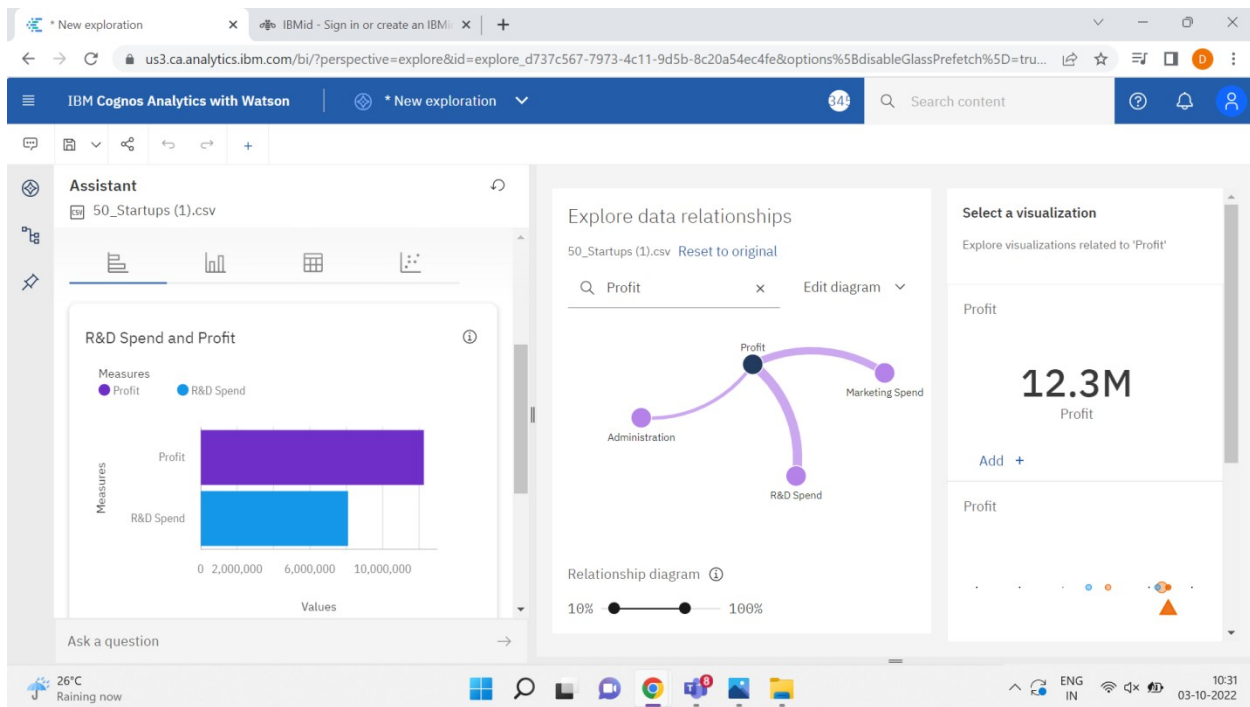 * New exploration
IBMid - Sign in or create an IBMi
us3.ca.analytics.ibm.com/bi/?perspective=explore&id=explore_d737c567-7973-4c11-9d5b-8c20a54ec4fe&options%5BdisableGlassPrefetch%5D=tru...
D
IBM Cognos Analytics with Watson
* New exploration
Search content
Assistant
csv 50_Startups (1).csv
R&D Spend and Profit
Measures
Profit R&D Spend
Measures
Profit
R&D Spend
0 2,000,000 6,000,000 10,000,000
Values
Ask a question
Explore data relationships
50_Startups (1).csv Reset to original
Profit
Edit diagram
Profit
Marketing Spend
Administration
R&D Spend
Relationship diagram
10% 100%
Select a visualization
Explore visualizations related to 'Profit'
Profit
12.3M
Profit
Add +
Profit
26°C
Raining now
8
ENG
IN
10:31
03-10-2022